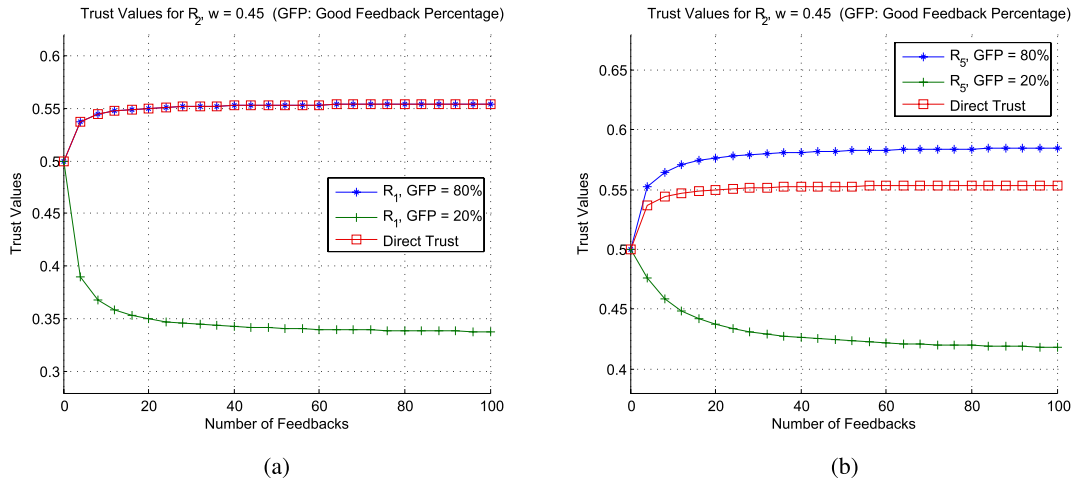 Trust Values for R2, w = 0.45 (GFP: Good Feedback Percentage)
0.6
0.55
0.5
0.45
0.4
0.35
0.3
Trust Values
R1, GFP = 80%
R1, GFP = 20%
Direct Trust
0 20 40 60 80 100
Number of Feedbacks
(a)
Trust Values for R2, w = 0.45 (GFP: Good Feedback Percentage)
0.65
0.6
0.55
0.5
0.45
0.4
Trust Values
R5, GFP = 80%
R5, GFP = 20%
Direct Trust
0 20 40 60 80 100
Number of Feedbacks
(b)